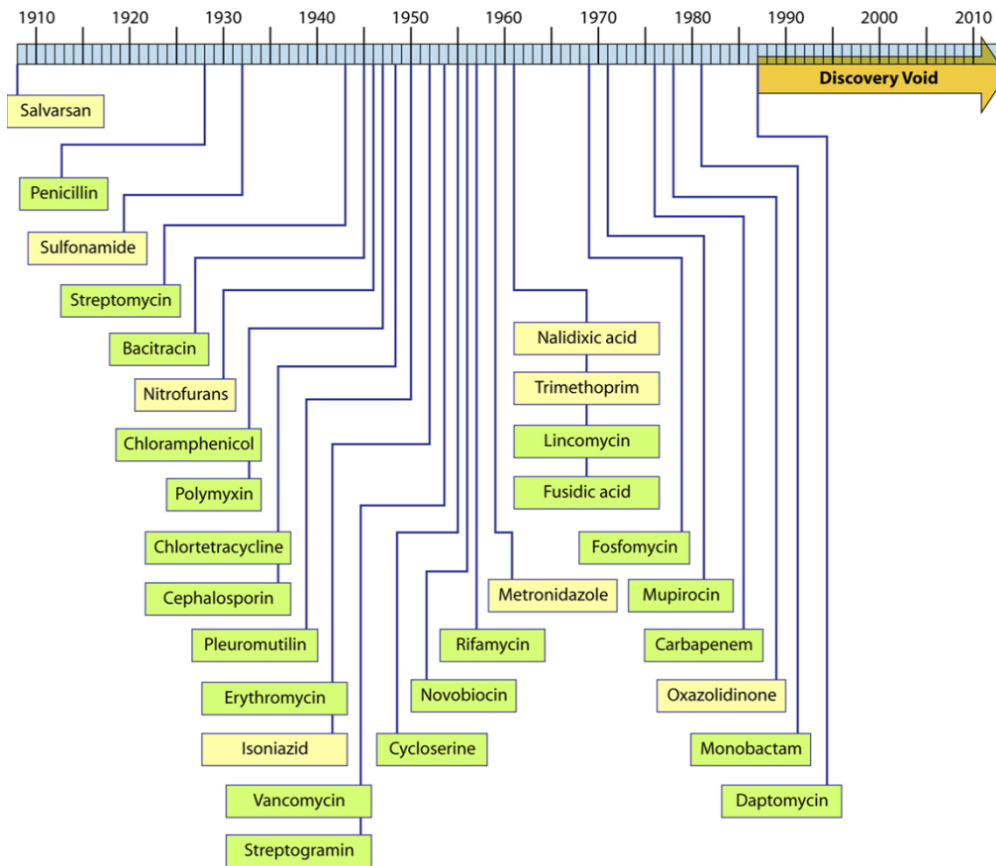 1910 1920 1930 1940 1950 1960 1970 1980 1990 2000 2010
Discovery Void
Salvarsan
Penicillin
Sulfonamide
Streptomycin
Bacitracin
Nitrofurans
Chloramphenicol
Polymyxin
Chlortetracycline
Cephalosporin
Pleuromutilin
Erythromycin
Isoniazid
Vancomycin
Streptogramin
Cycloserine
Novobiocin
Rifamycin
Metronidazole
Nalidixic acid
Trimethoprim
Lincomycin
Fusidic acid
Fosfomycin
Mupirocin
Carbapenem
Oxazolidinone
Monobactam
Daptomycin